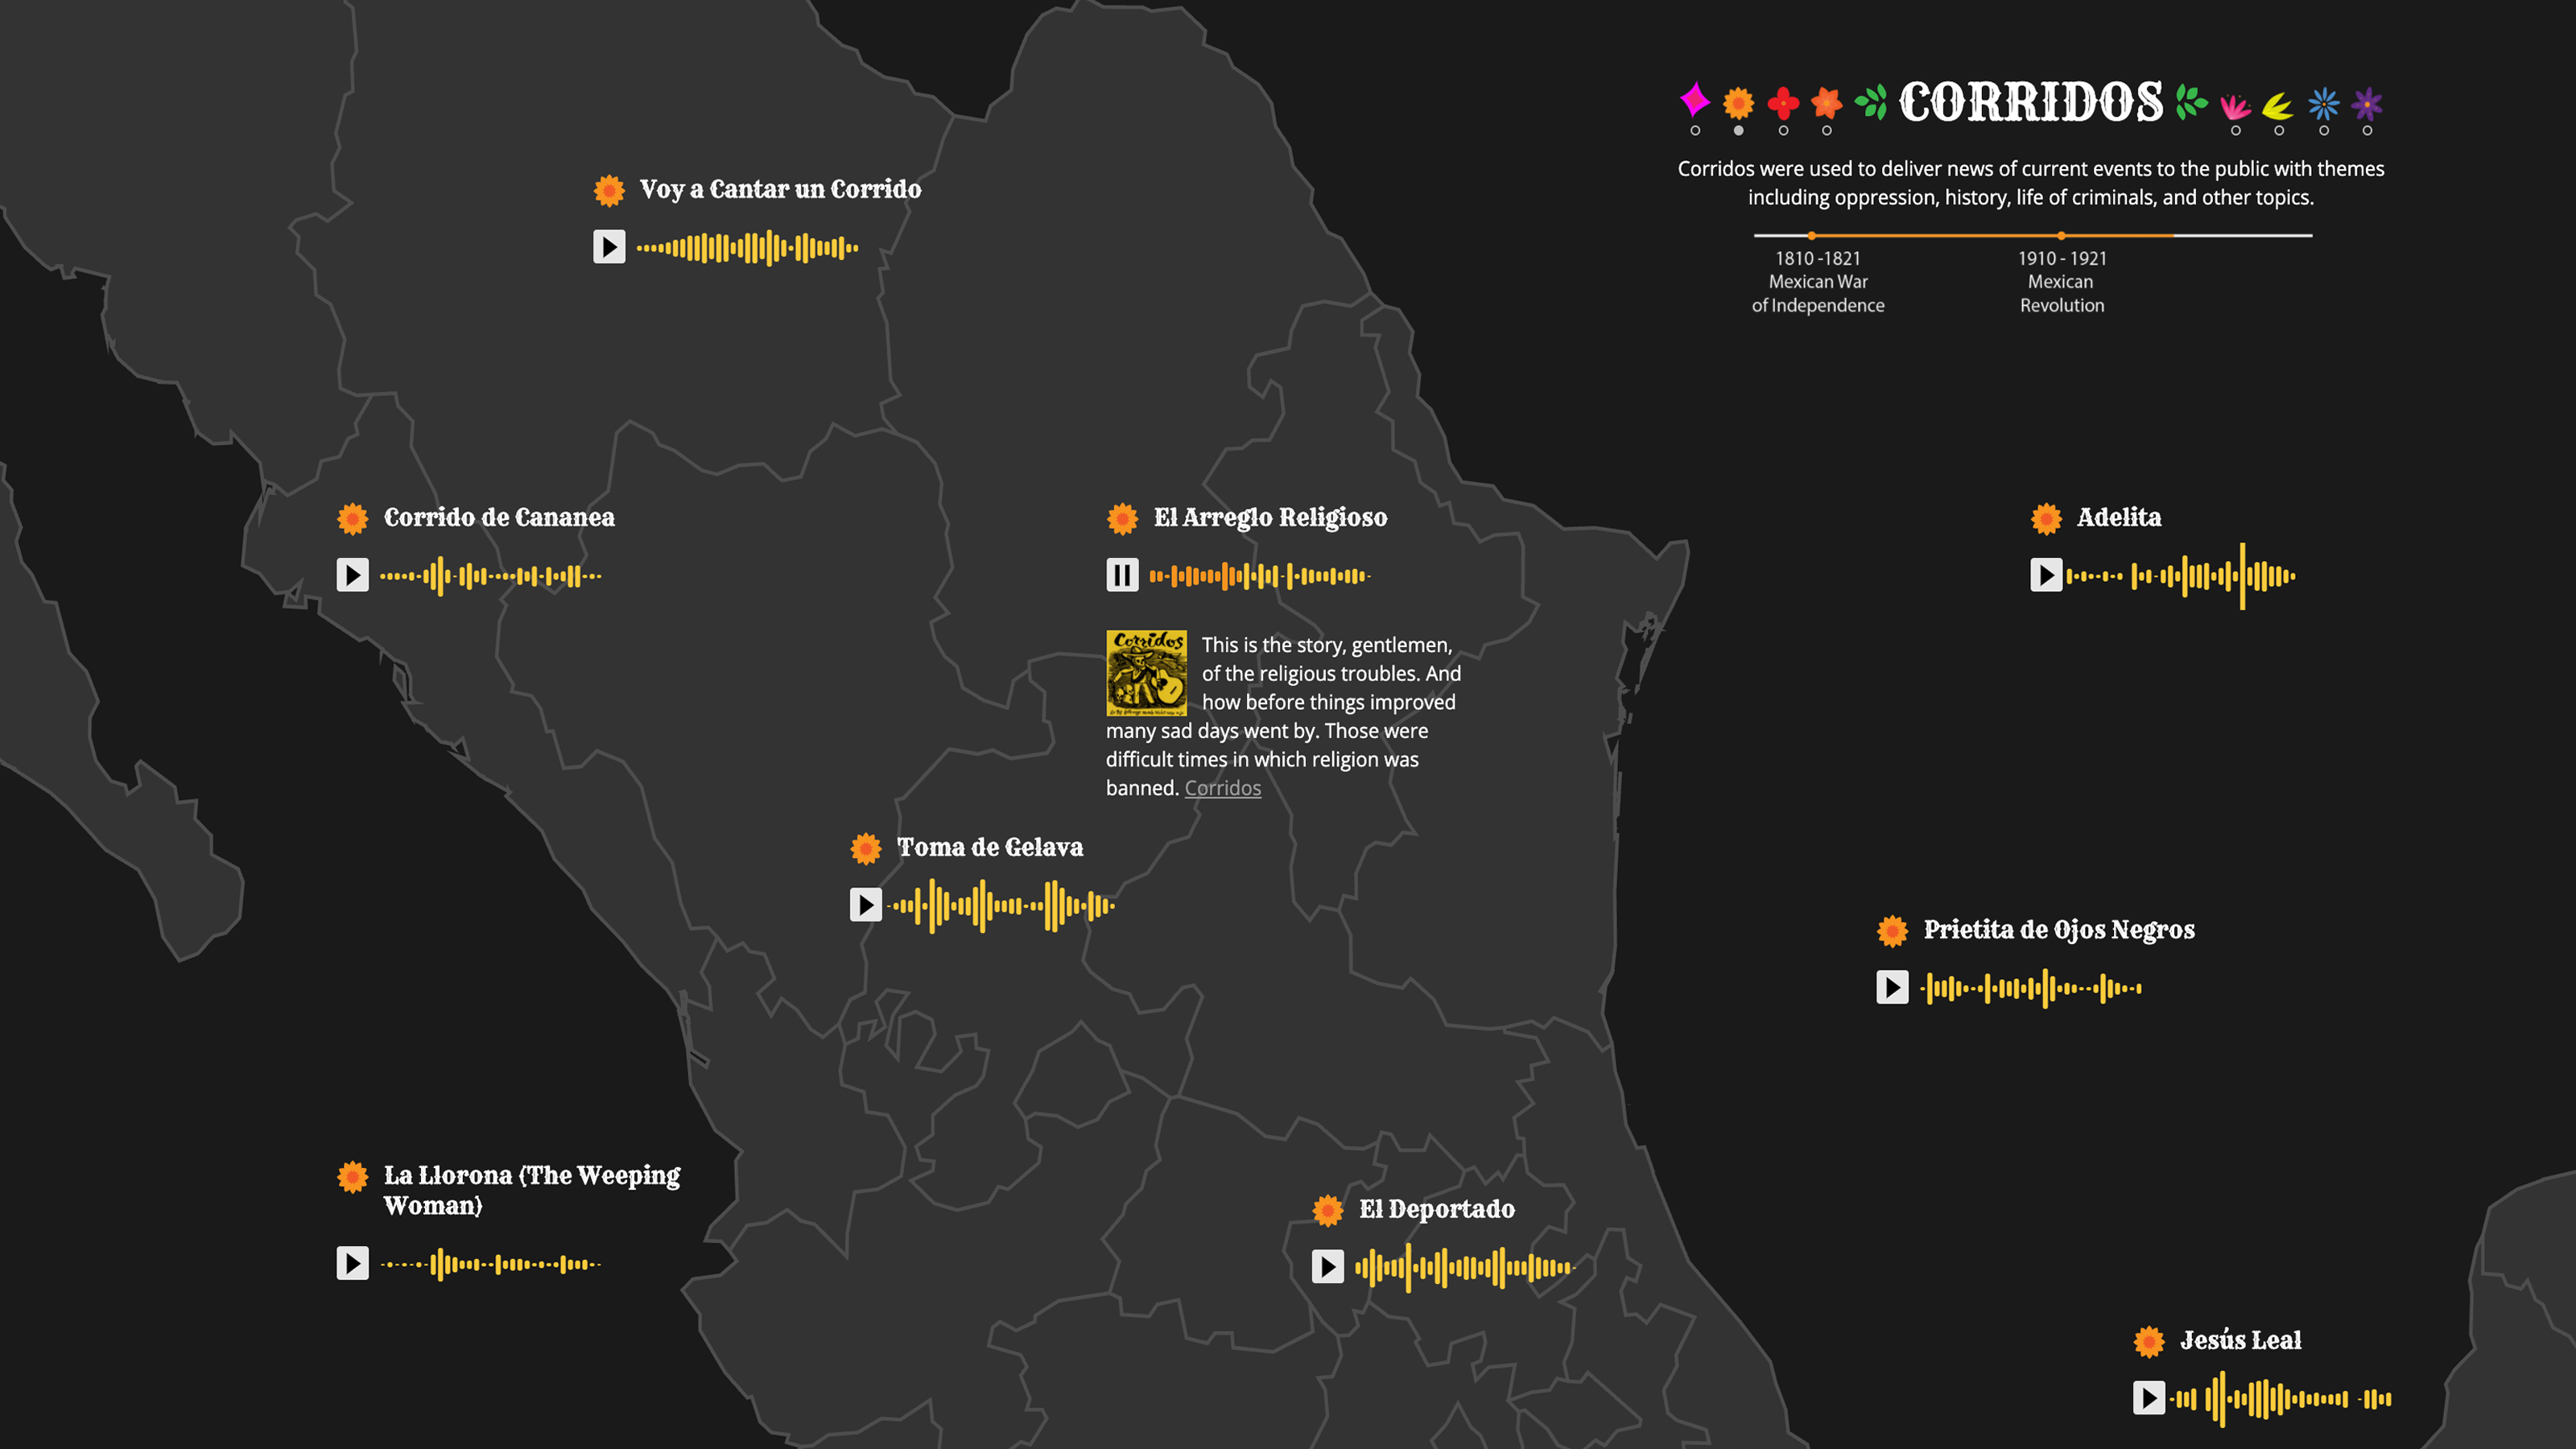 CORRIDOS
Corridos were used to deliver news of current events to the public with themes
including oppression, history, life of criminals, and other topics.
1810 -1821
Mexican War
of Independence
1910 - 1921
Mexican
Revolution
Voy a Cantar un Corrido
Corrido de Cananea
El Arreglo Religioso
Corridos
This is the story, gentlemen,
of the religious troubles. And
how before things improved
many sad days went by. Those were
difficult times in which religion was
banned. Corridos
Adelita
Toma de Gelava
Prietita de Ojos Negros
La Llorona (The Weeping
Woman)
El Deportado
Jesús Leal